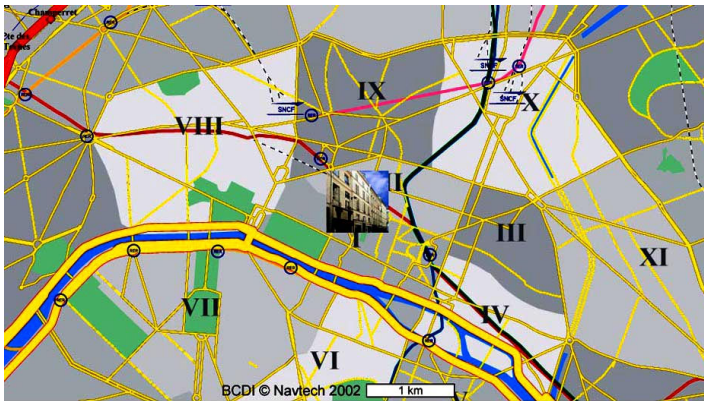 Champerret
Pte des
Ternes
IX
SNCF
SNCF
X
SNCF
VIII
II
I
III
XI
VII
IV
VI
V
BCDI © Navtech 2002
1 km